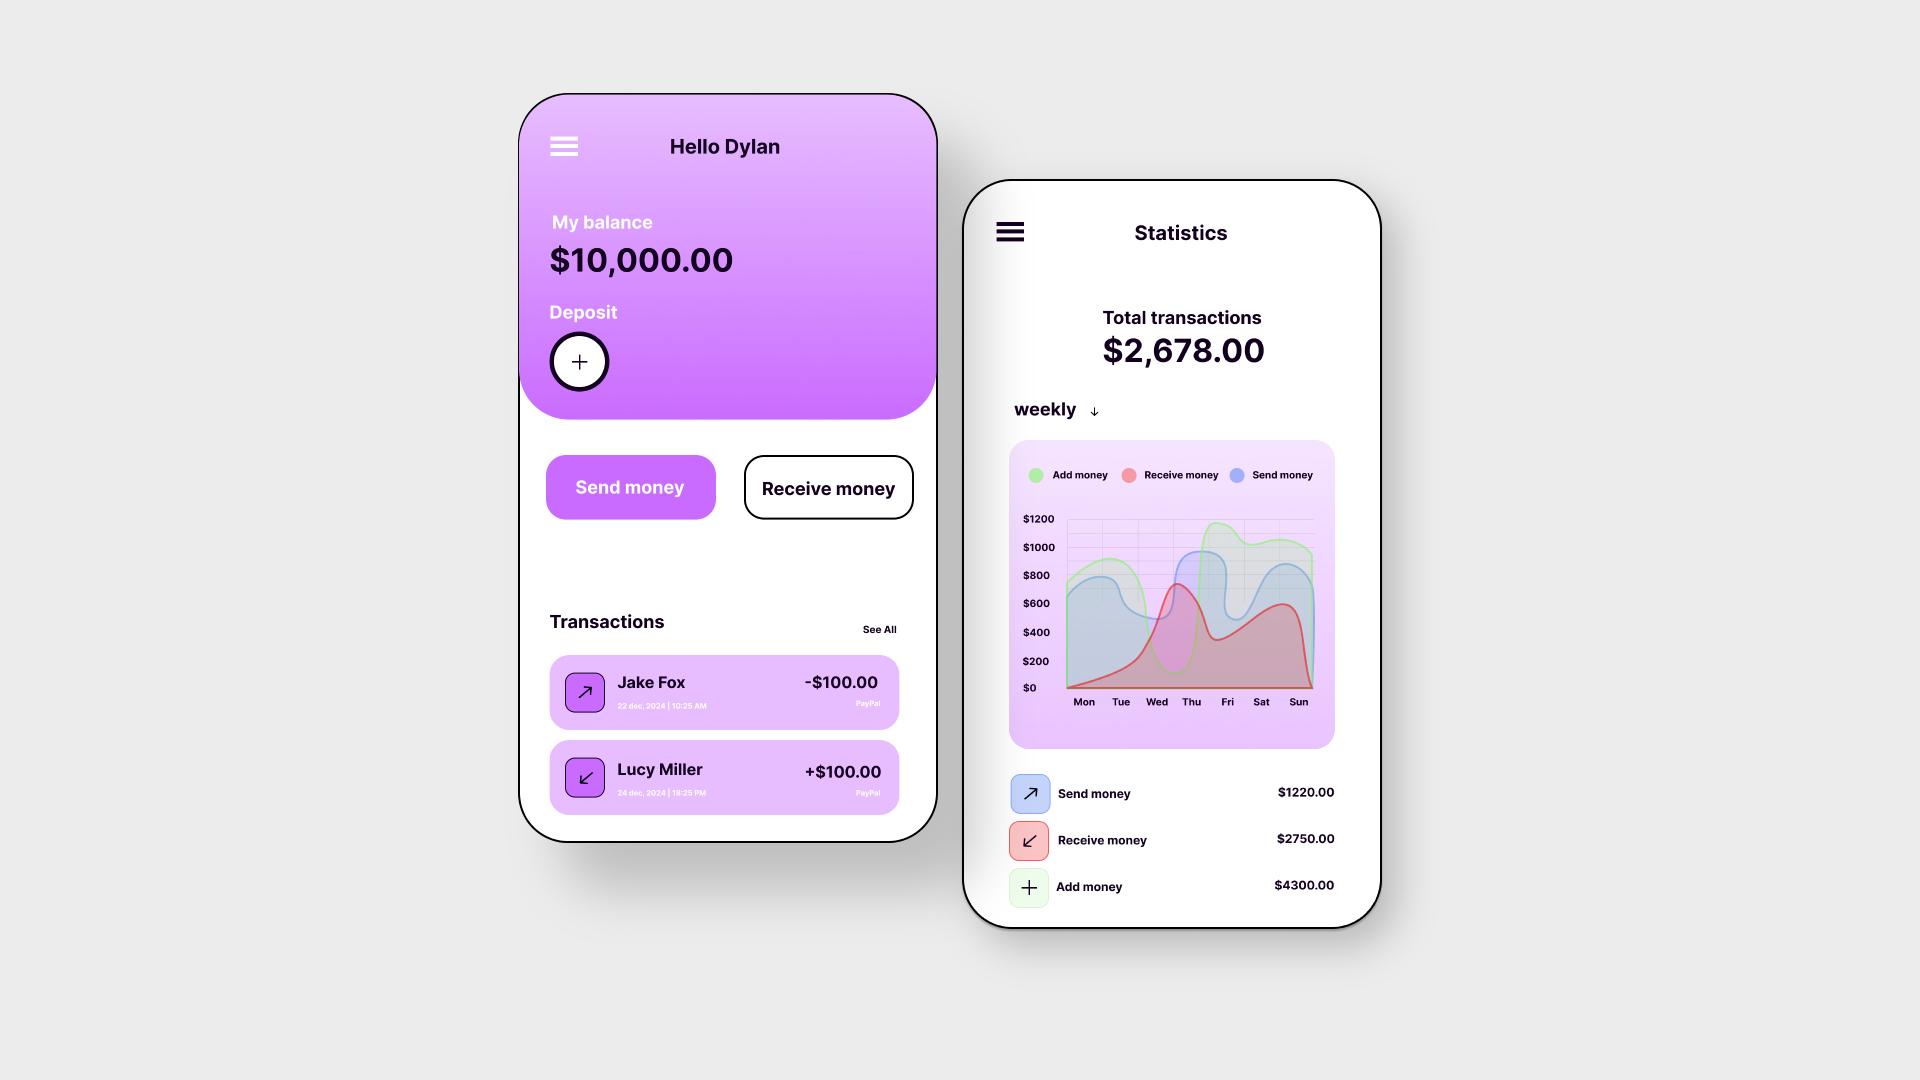 Hello Dylan
My balance
$10,000.00
Deposit
Send money
Receive money
Transactions
See All
Jake Fox
-$100.00
22 dec, 2024 | 10:25 AM
PayPal
Lucy Miller
+$100.00
24 dec, 2024 | 18:25 PM
PayPal
Statistics
Total transactions
$2,678.00
weekly
Add money
Receive money
Send money
$1200
$1000
$800
$600
$400
$200
$0
Mon Tue Wed Thu Fri Sat Sun
Send money
$1220.00
Receive money
$2750.00
Add money
$4300.00